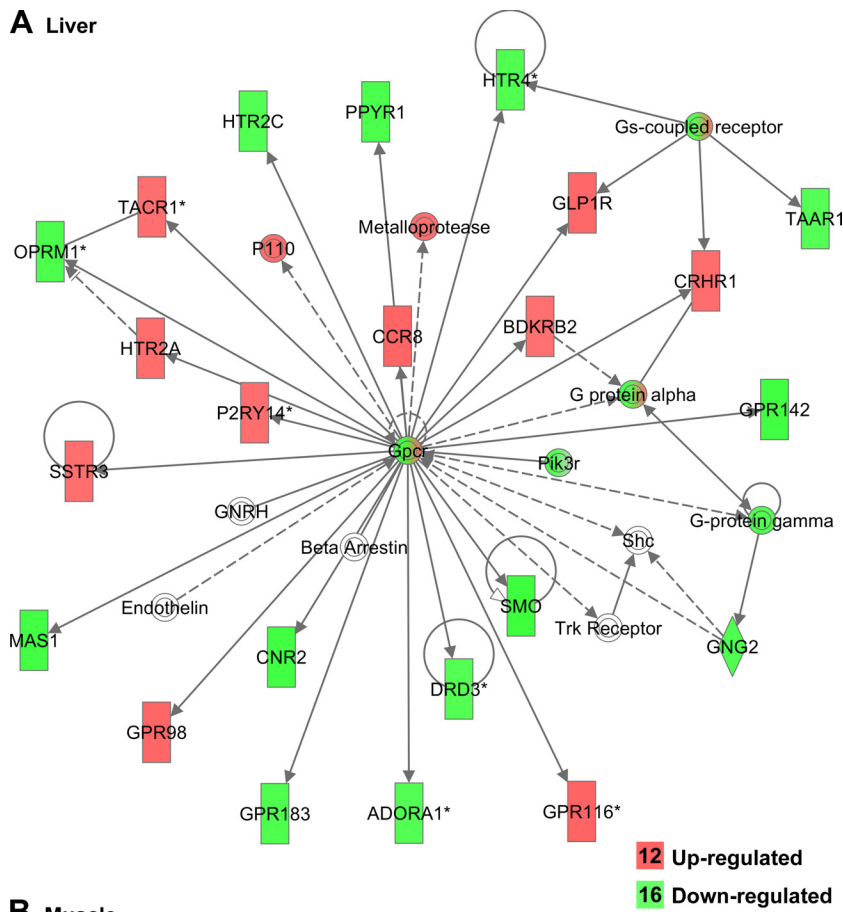 A Liver
HTR4*
HTR2C
PPYR1
Gs-coupled receptor
TACR1*
GLP1R
TAAR1
Metalloprotease
OPRM1*
P110
CRHR1
BDKRB2
CCR8
HTR2A
G protein alpha
P2RY14*
GPR142
Gpcr
Pik3r
SSTR3
GNRH
G-protein gamma
Beta Arrestin
Shc
Endothelin
SMO
Trk Receptor
MAS1
CNR2
GNG2
DRD3*
GPR98
GPR183
ADORA1*
GPR116*
12 Up-regulated
16 Down-regulated
B Muscle